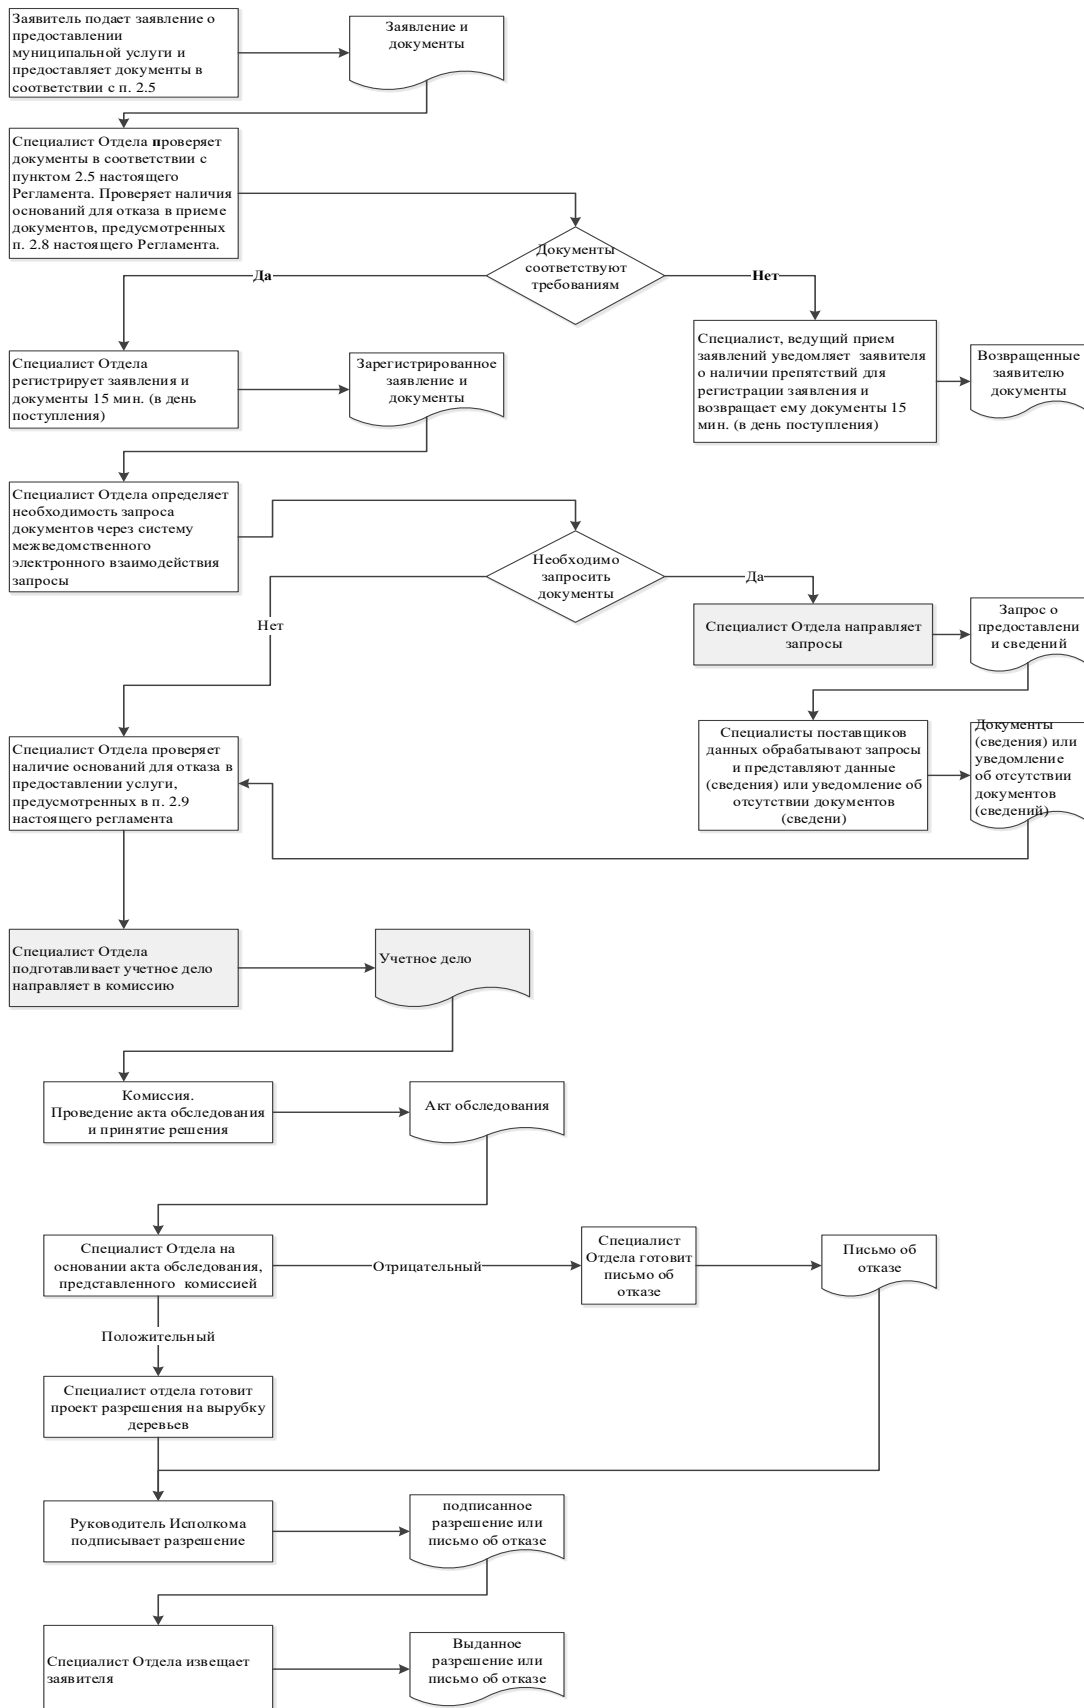 Заявитель подает заявление о
предоставлении
муниципальной услуги и
предоставляет документы в
соответствии с п. 2.5
Заявление и
документы
Специалист Отдела проверяет
документы в соответствии с
пунктом 2.5 настоящего
Регламента. Проверяет наличия
оснований для отказа в приеме
документов, предусмотренных
п. 2.8 настоящего Регламента.
Документы
соответствуют
требованиям
Да
Нет
Специалист Отдела
регистрирует заявления и
документы 15 мин. (в день
поступления)
Зарегистрированное
заявление и
документы
Специалист, ведущий прием
заявлений уведомляет заявителя
о наличии препятствий для
регистрации заявления и
возвращает ему документы 15
мин. (в день поступления)
Возвращенные
заявителю
документы
Специалист Отдела определяет
необходимость запроса
документов через систему
межведомственного
электронного взаимодействия
запросы
Необходимо
запросить
документы
Да
Нет
Специалист Отдела направляет
запросы
Запрос о
предоставлени
и сведений
Специалист Отдела проверяет
наличие оснований для отказа в
предоставлении услуги,
предусмотренных в п. 2.9
настоящего регламента
Специалисты поставщиков
данных обрабатывают запросы
и представляют данные
(сведения) или уведомление об
отсутствии документов
(сведени)
Документы
(сведения) или
уведомление
об отсутствии
документов
(сведений)
Специалист Отдела
подготавливает учетное дело
направляет в комиссию
Учетное дело
Комиссия.
Проведение акта обследования
и принятие решения
Акт обследования
Специалист Отдела на
основании акта обследования,
представленного комиссией
Отрицательный
Специалист
Отдела готовит
письмо об
отказе
Письмо об
отказе
Положительный
Специалист отдела готовит
проект разрешения на вырубку
деревьев
Руководитель Исполкома
подписывает разрешение
подписанное
разрешение или
письмо об отказе
Специалист Отдела извещает
заявителя
Выданное
разрешение или
письмо об отказе